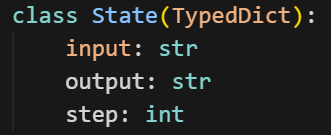 class State(TypedDict):
    input: str
    output: str
    step: int